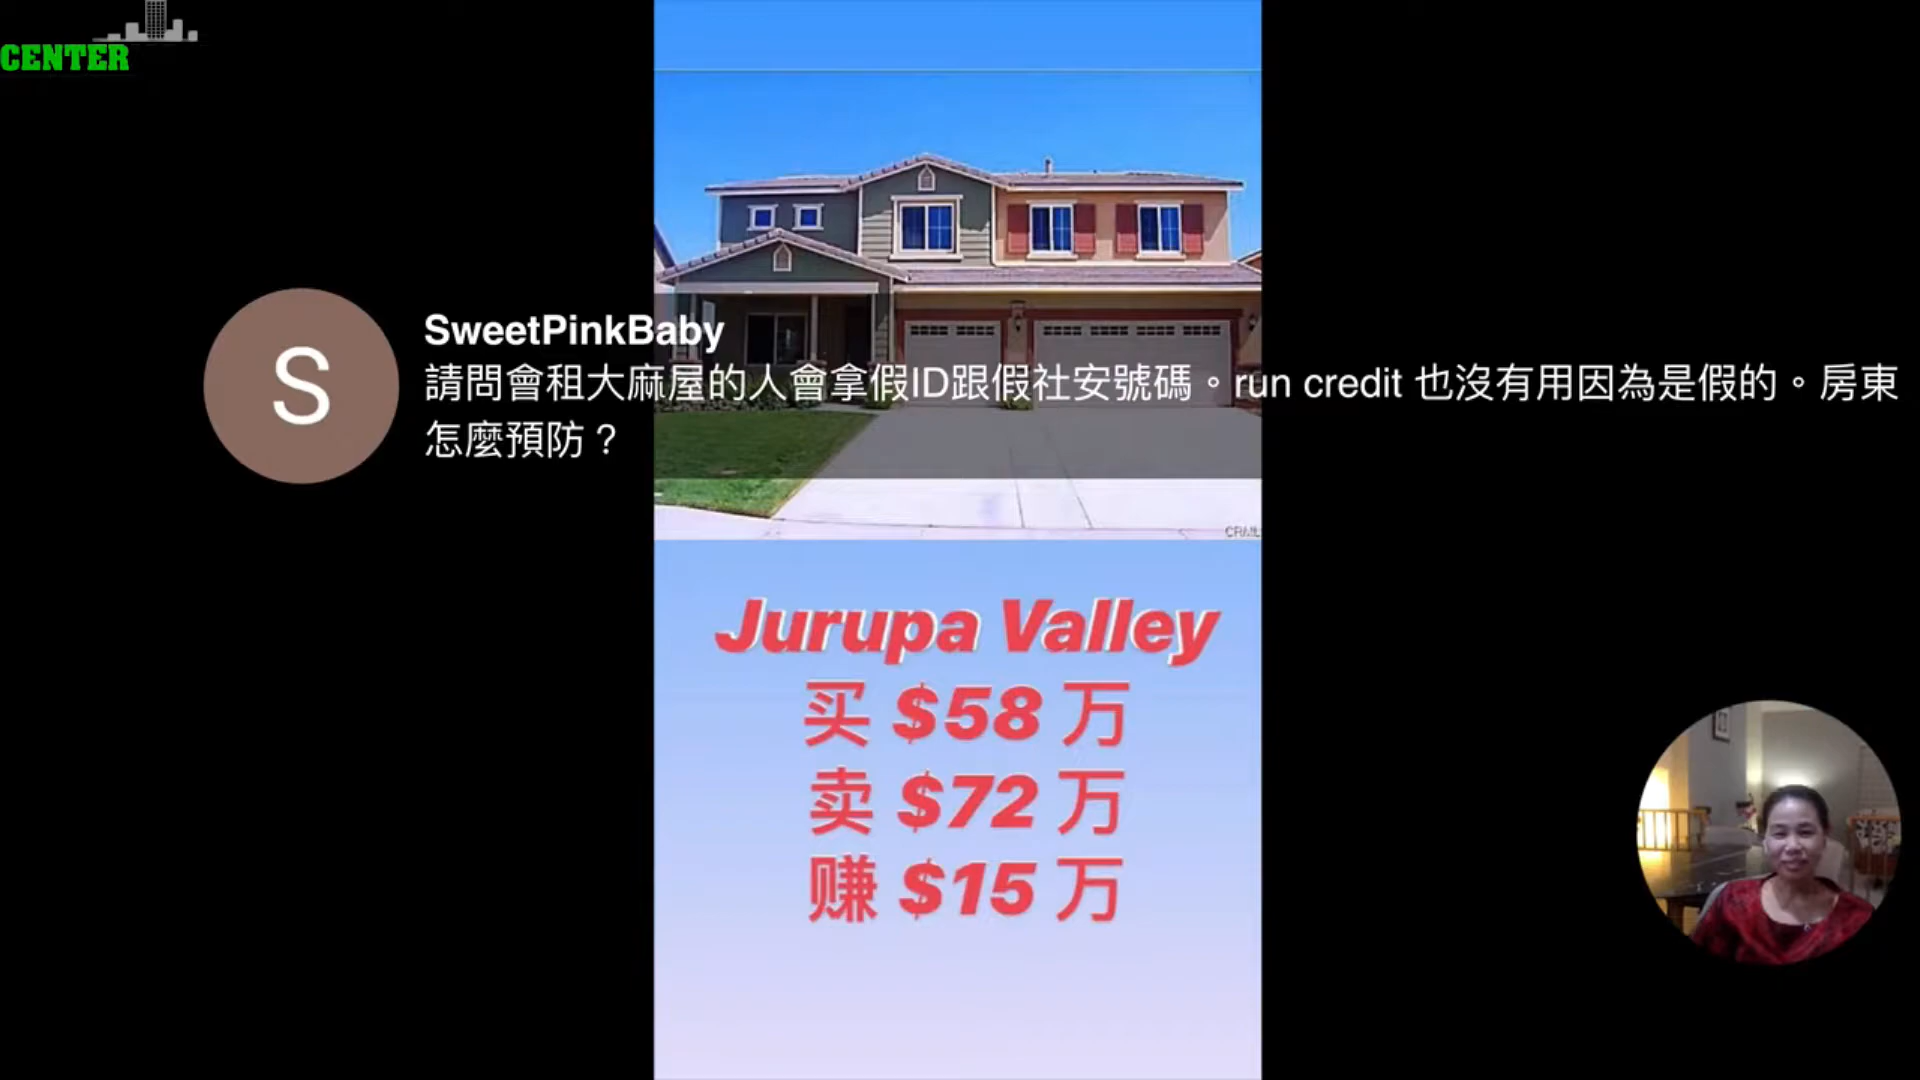 CENTER
SweetPinkBaby
請問會租大麻屋的人會拿假ID跟假社安號碼。run credit 也沒有用因為是假的。房東
怎麼預防？
S
CRMLS
Jurupa Valley
买 $58 万
卖 $72 万
赚 $15 万